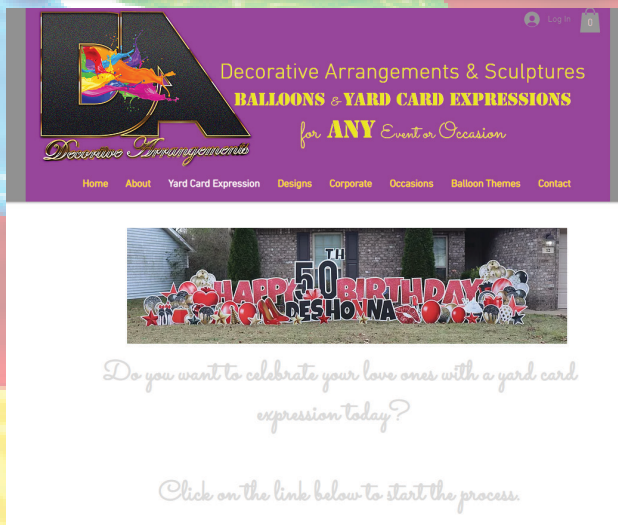 Log In
0
DA
Decorative Arrangements & Sculptures
BALLOONS & YARD CARD EXPRESSIONS
for ANY Event or Occasion
Decorative Arrangements
Home About Yard Card Expression Designs Corporate Occasions Balloon Themes Contact
50TH
HAPPY BIRTHDAY
DESHONNA
Do you want to celebrate your love ones with a yard card
expression today?
Click on the link below to start the process.